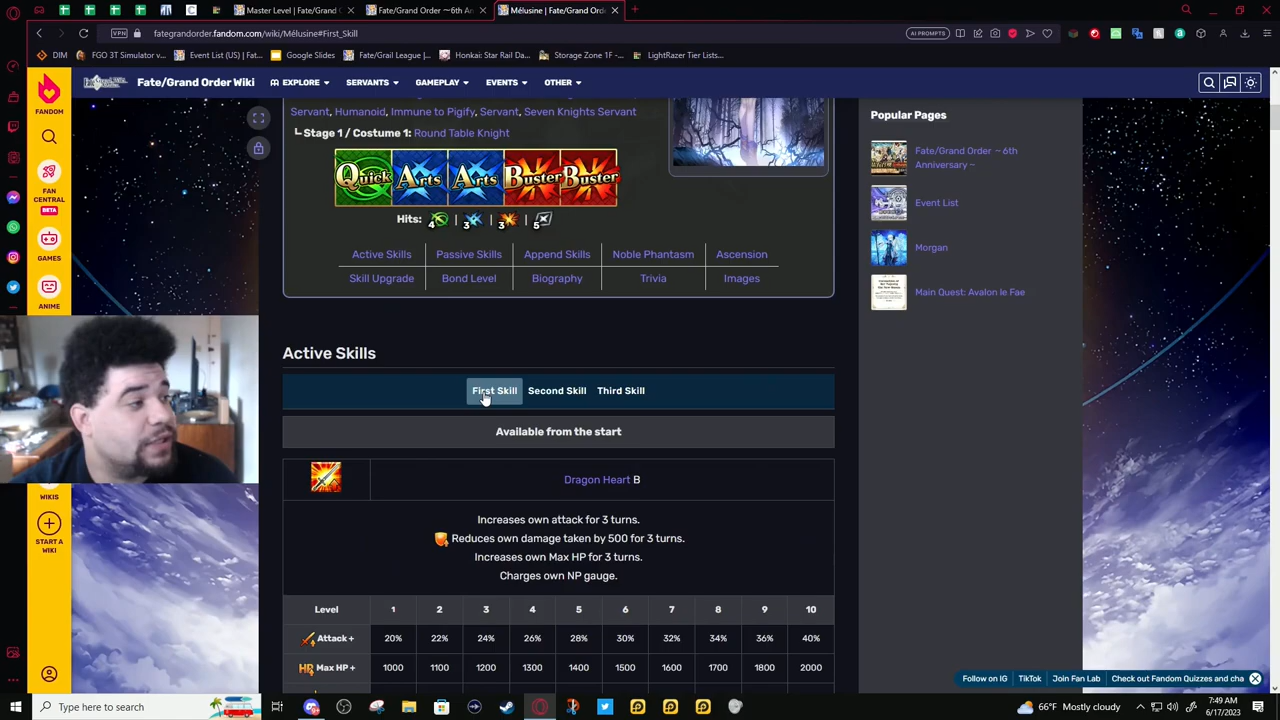 Master Level | Fate/Grand O
Fate/Grand Order ~6th An
Mélusine | Fate/Grand Ord
VPN
fategrandorder.fandom.com/wiki/Mélusine#First_Skill
AI PROMPTS
DIM
FGO 3T Simulator v...
Event List (US) | Fat...
Google Slides
Fate/Grail League |...
Honkai: Star Rail Da...
Storage Zone 1F -...
LightRazer Tier Lists...
Fate/Grand Order Wiki
EXPLORE
SERVANTS
GAMEPLAY
EVENTS
OTHER
FANDOM
FAN CENTRAL
BETA
GAMES
ANIME
WIKIS
START A WIKI
Servant, Humanoid, Immune to Pigify, Servant, Seven Knights Servant
Stage 1 / Costume 1: Round Table Knight
Quick Arts Arts Buster Buster
Hits: 4 | 3 | 3 | 5
Active Skills Passive Skills Append Skills Noble Phantasm Ascension
Skill Upgrade Bond Level Biography Trivia Images
Active Skills
First Skill Second Skill Third Skill
Available from the start
Dragon Heart B
Increases own attack for 3 turns.
Reduces own damage taken by 500 for 3 turns.
Increases own Max HP for 3 turns.
Charges own NP gauge.
Level 1 2 3 4 5 6 7 8 9 10
Attack + 20% 22% 24% 26% 28% 30% 32% 34% 36% 40%
HP Max HP + 1000 1100 1200 1300 1400 1500 1600 1700 1800 2000
Popular Pages
Fate/Grand Order ～6th Anniversary～
Event List
Morgan
Main Quest: Avalon le Fae
Follow on IG
TikTok
Join Fan Lab
Check out Fandom Quizzes and cha
Type here to search
66°F Mostly cloudy
7:49 AM
6/17/2023